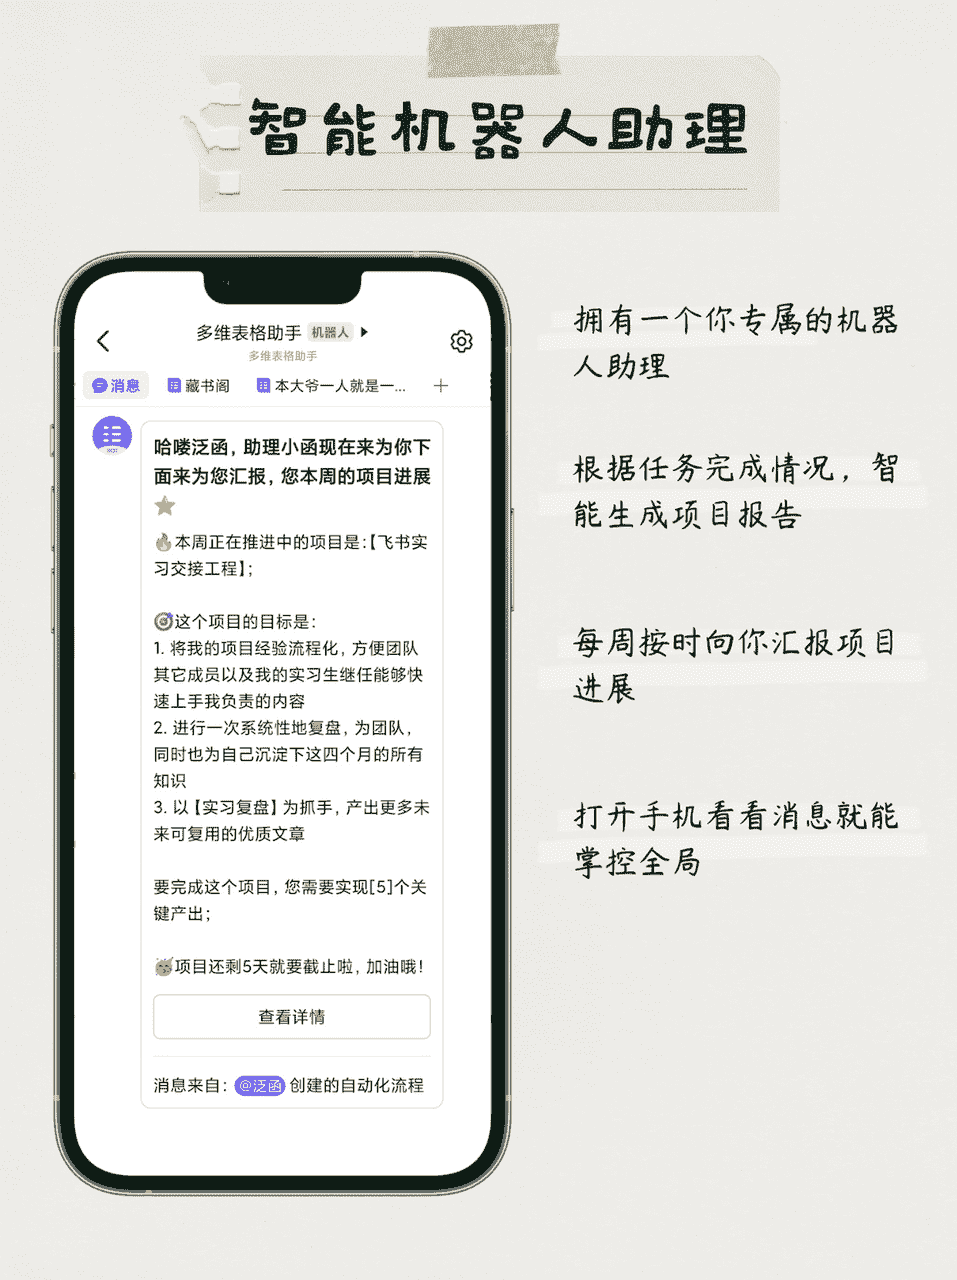 智能机器人助理
多维表格助手 机器人
多维表格助手
消息 藏书阁 本大爷一人就是一...
哈喽泛函，助理小函现在来为你下
面来为您汇报，您本周的项目进展
本周正在推进中的项目是:【飞书实
习交接工程】;
这个项目的目标是：
1. 将我的项目经验流程化，方便团队
其它成员以及我的实习生继任能够快
速上手我负责的内容
2. 进行一次系统性地复盘，为团队，
同时也为自己沉淀下这四个月的所有
知识
3. 以【实习复盘】为抓手，产出更多未
来可复用的优质文章
要完成这个项目，您需要实现[5]个关
键产出；
项目还剩5天就要截止啦，加油哦！
查看详情
消息来自： @泛函 创建的自动化流程
拥有一个你专属的机器
人助理
根据任务完成情况，智
能生成项目报告
每周按时向你汇报项目
进展
打开手机看看消息就能
掌控全局